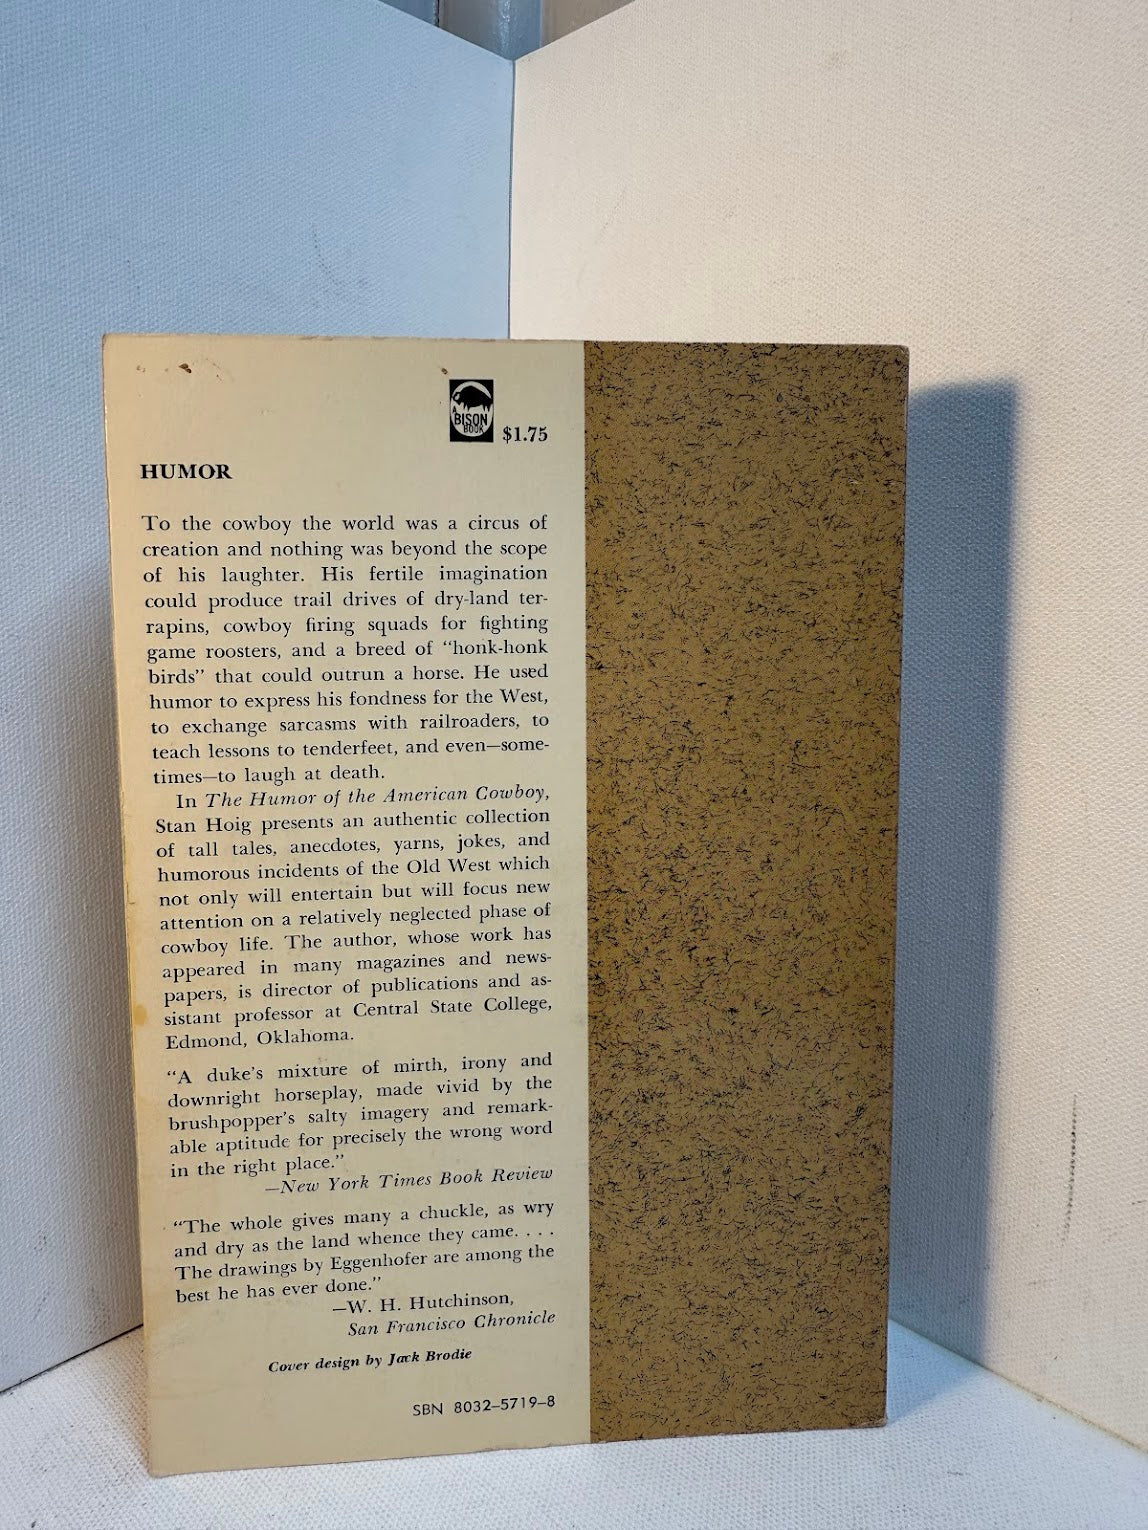 A
BISON
BOOK
$1.75
HUMOR
To the cowboy the world was a circus of
creation and nothing was beyond the scope
of his laughter. His fertile imagination
could produce trail drives of dry-land ter-
rapins, cowboy firing squads for fighting
game roosters, and a breed of “honk-honk
birds” that could outrun a horse. He used
humor to express his fondness for the West,
to exchange sarcasms with railroaders, to
teach lessons to tenderfeet, and even—some-
times—to laugh at death.
In The Humor of the American Cowboy,
Stan Hoig presents an authentic collection
of tall tales, anecdotes, yarns, jokes, and
humorous incidents of the Old West which
not only will entertain but will focus new
attention on a relatively neglected phase of
cowboy life. The author, whose work has
appeared in many magazines and news-
papers, is director of publications and as-
sistant professor at Central State College,
Edmond, Oklahoma.
“A duke’s mixture of mirth, irony and
downright horseplay, made vivid by the
brushpopper’s salty imagery and remark-
able aptitude for precisely the wrong word
in the right place.”
—New York Times Book Review
“The whole gives many a chuckle, as wry
and dry as the land whence they came. . . .
The drawings by Eggenhofer are among the
best he has ever done.”
—W. H. Hutchinson,
San Francisco Chronicle
Cover design by Jack Brodie
SBN 8032–5719–8